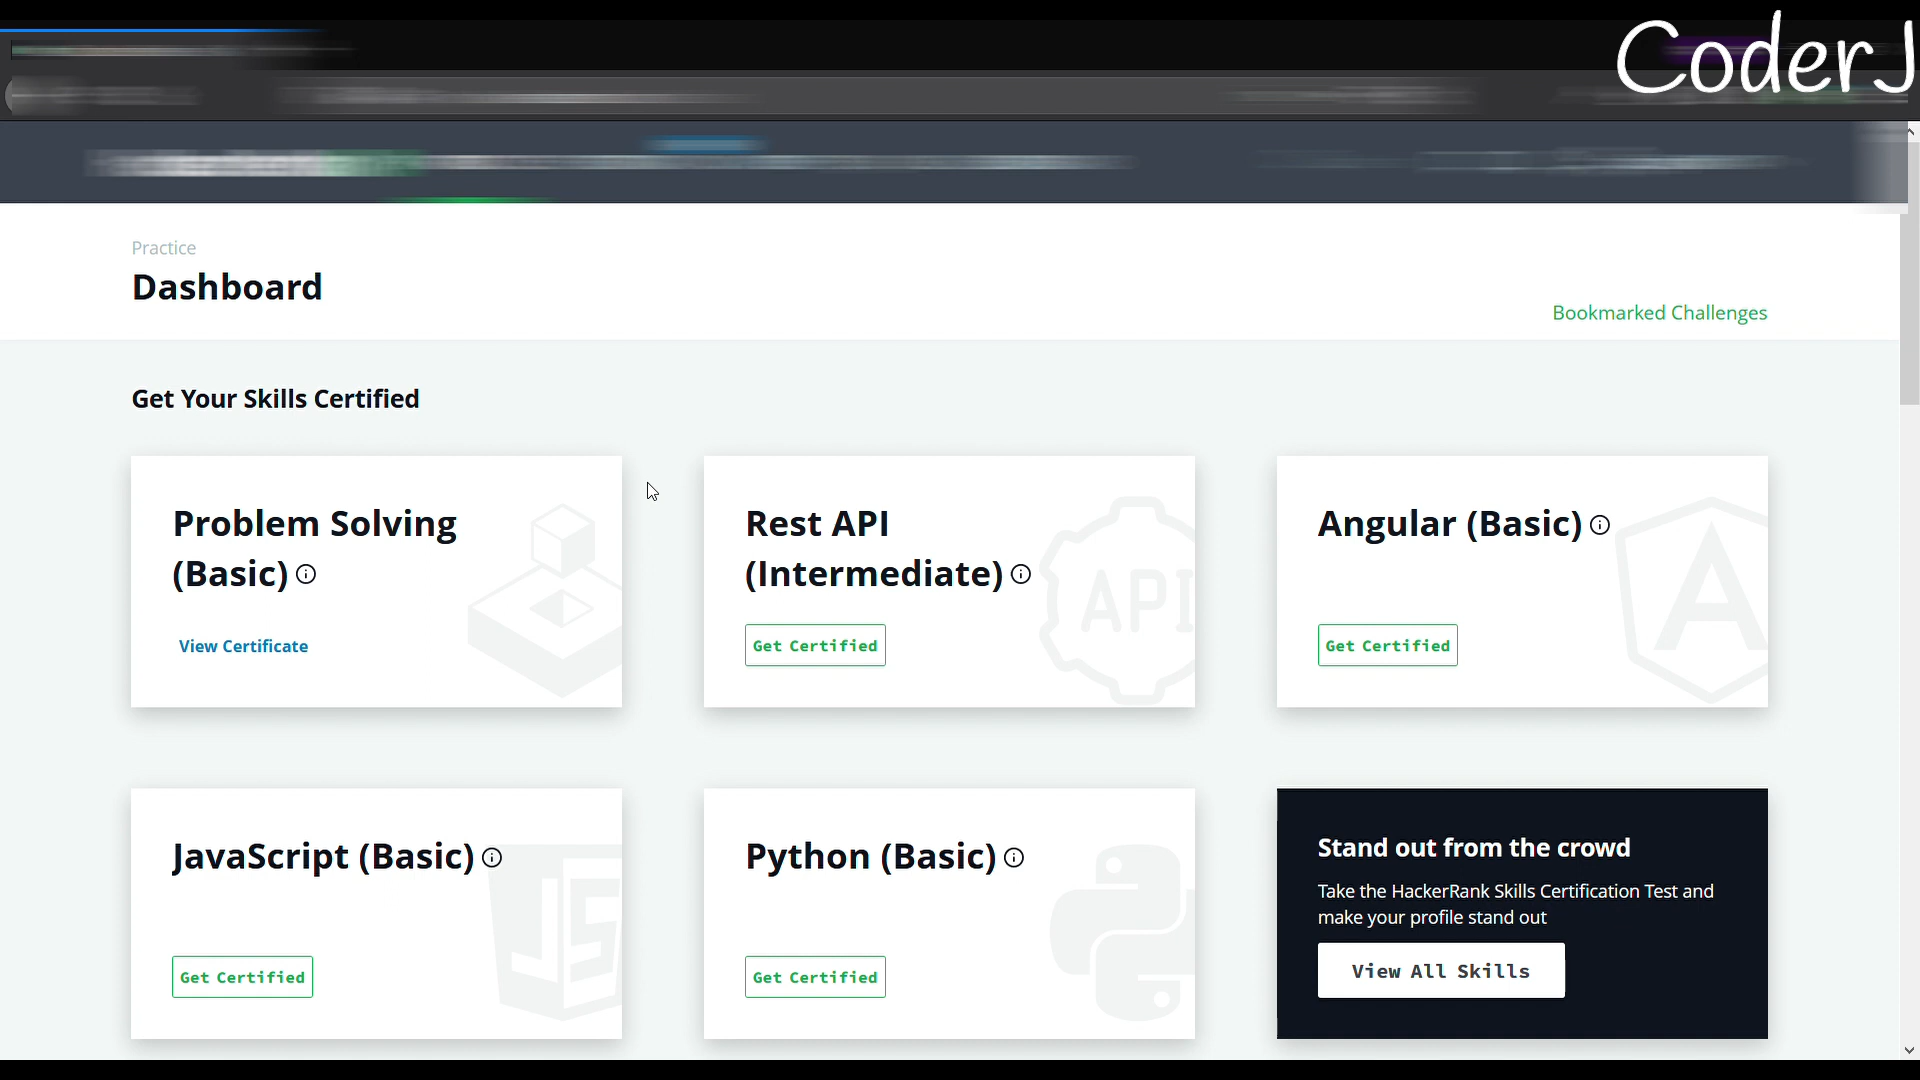 CoderJ
Practice
Dashboard
Bookmarked Challenges
Get Your Skills Certified
Problem Solving
(Basic)
View Certificate
Rest API
(Intermediate)
Get Certified
API
Angular (Basic)
Get Certified
A
JavaScript (Basic)
Get Certified
JS
Python (Basic)
Get Certified
Stand out from the crowd
Take the HackerRank Skills Certification Test and
make your profile stand out
View All Skills